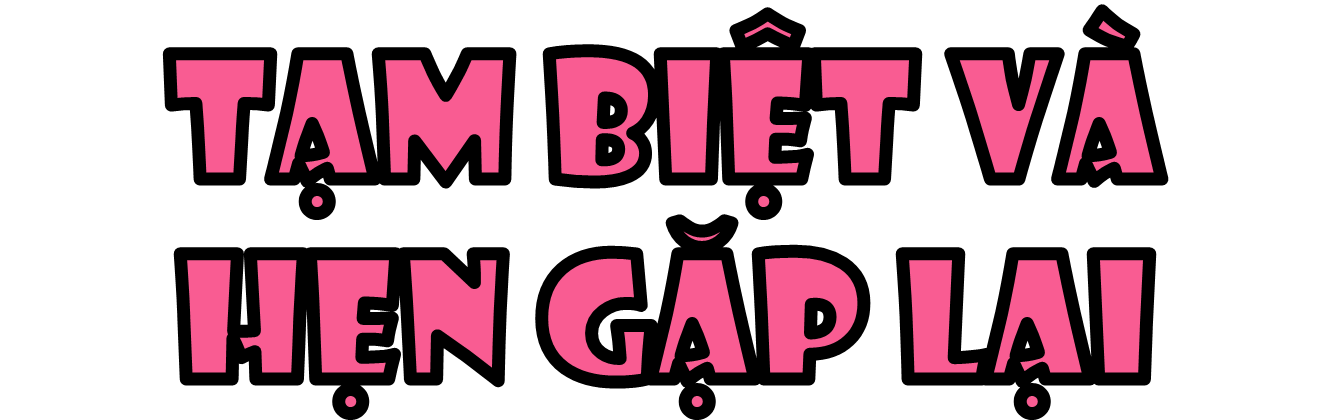 TẠM BIỆT VÀ
HẸN GẶP LẠI